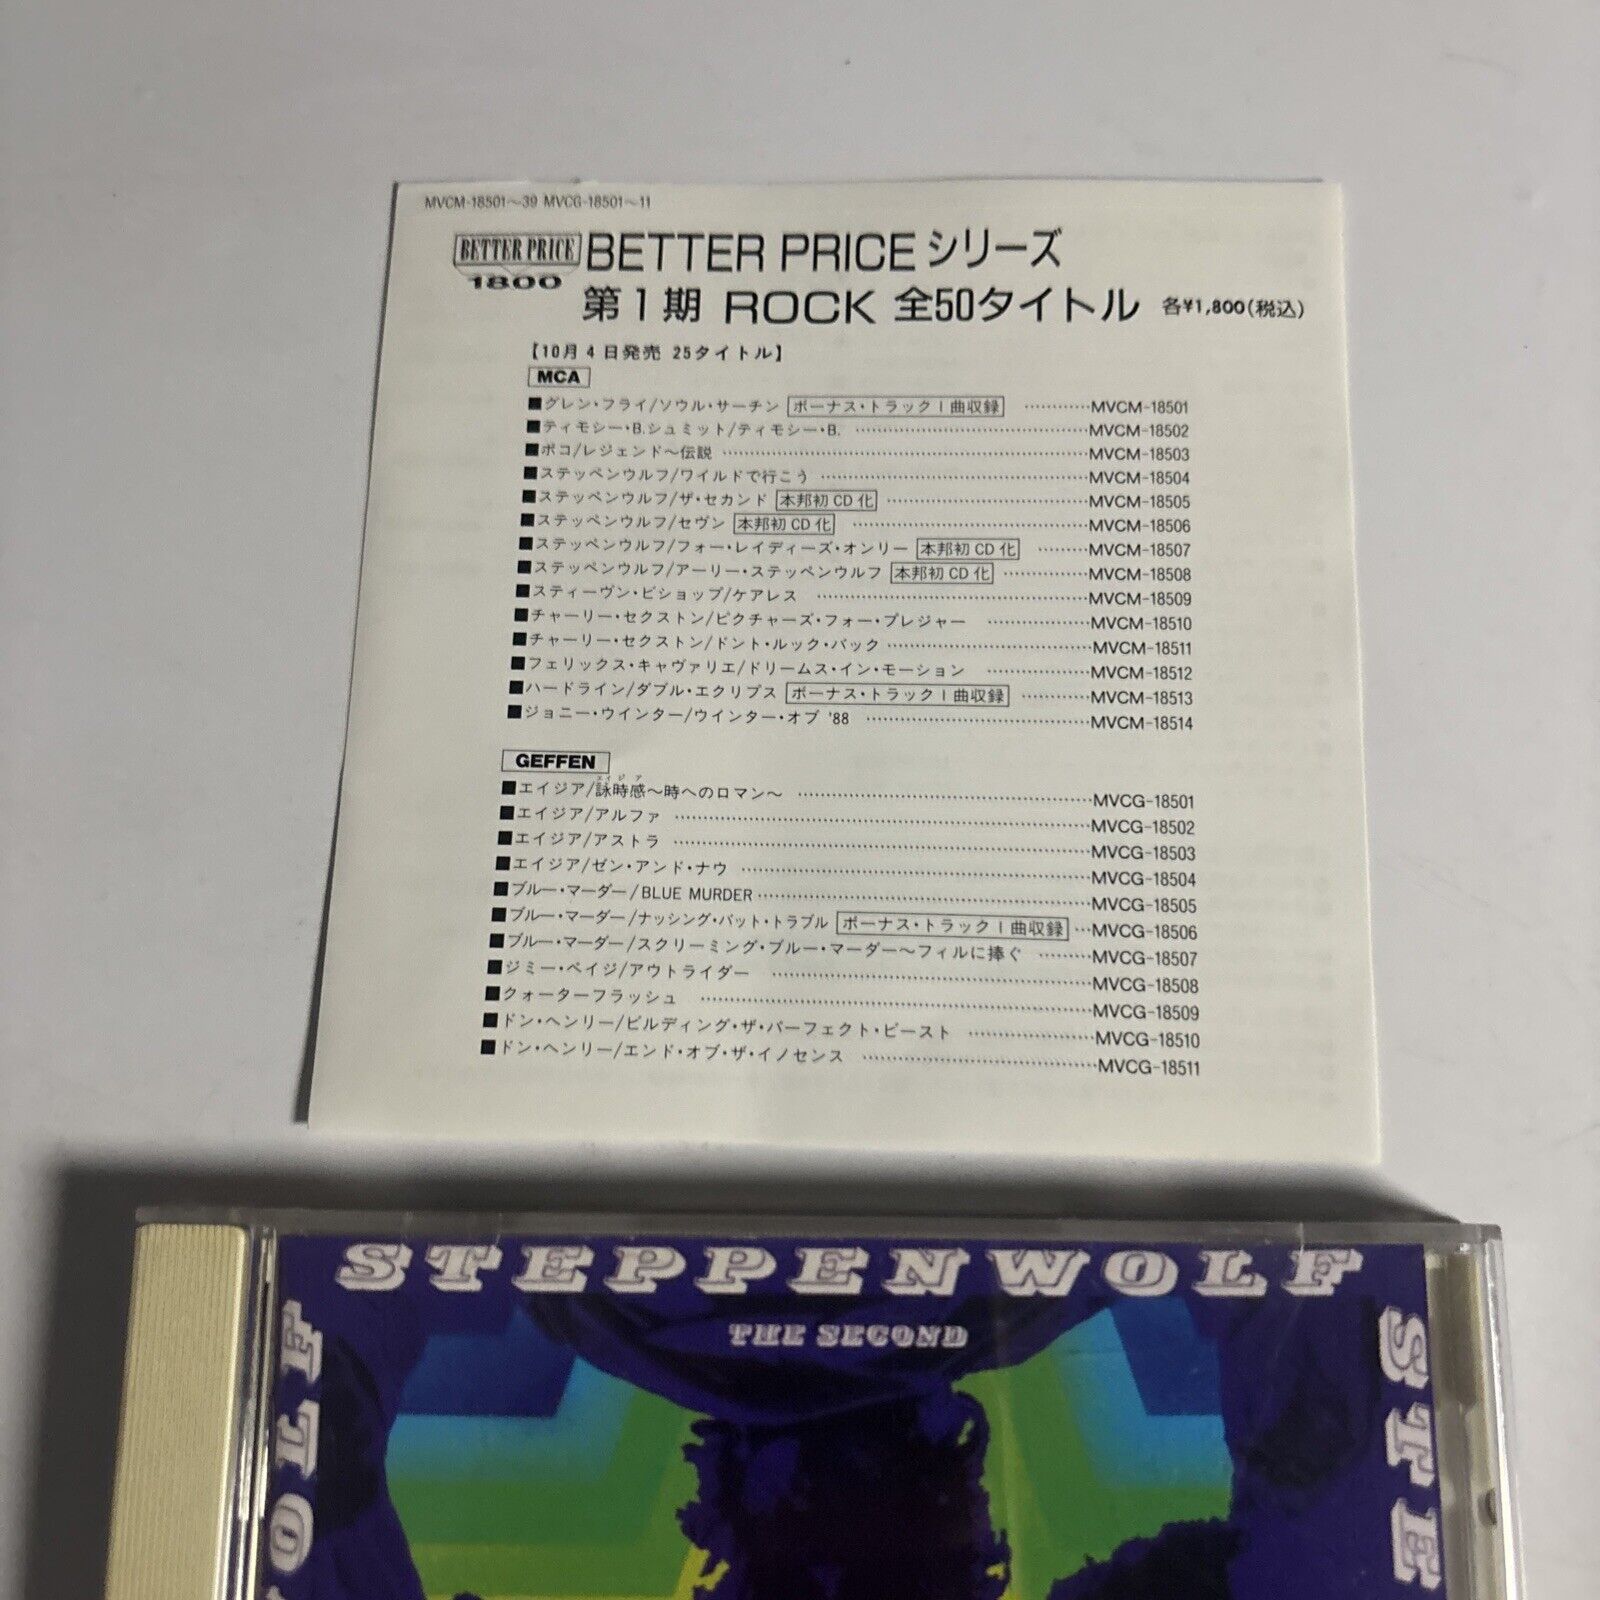 MVCM-18501～39 MVCG-18501～11
BETTER PRICE
1800
BETTER PRICEシリーズ
第1期 ROCK 全50タイトル 各¥1,800(税込)
【10月4日発売 25タイトル】
MCA
■グレン・フライ/ソウル・サーチン ボーナス・トラック1曲収録 …………MVCM-18501
■ティモシー・B.シュミット/ティモシー・B. …………MVCM-18502
■ポコ/レジェンド～伝説 …………MVCM-18503
■ステッペンウルフ/ワイルドで行こう …………MVCM-18504
■ステッペンウルフ/ザ・セカンド 本邦初CD化 …………MVCM-18505
■ステッペンウルフ/セヴン 本邦初CD化 …………MVCM-18506
■ステッペンウルフ/フォー・レイディーズ・オンリー 本邦初CD化 …………MVCM-18507
■ステッペンウルフ/アーリー・ステッペンウルフ 本邦初CD化 …………MVCM-18508
■スティーヴン・ビショップ/ケアレス …………MVCM-18509
■チャーリー・セクストン/ピクチャーズ・フォー・プレジャー …………MVCM-18510
■チャーリー・セクストン/ドント・ルック・バック …………MVCM-18511
■フェリックス・キャヴァリエ/ドリームス・イン・モーション …………MVCM-18512
■ハードライン/ダブル・エクリプス ボーナス・トラック1曲収録 …………MVCM-18513
■ジョニー・ウインター/ウインター・オブ '88 …………MVCM-18514
GEFFEN
エイジア
■エイジア/詠時感～時へのロマン～ …………MVCG-18501
■エイジア/アルファ …………MVCG-18502
■エイジア/アストラ …………MVCG-18503
■エイジア/ゼン・アンド・ナウ …………MVCG-18504
■ブルー・マーダー/BLUE MURDER …………MVCG-18505
■ブルー・マーダー/ナッシング・バット・トラブル ボーナス・トラック1曲収録 …MVCG-18506
■ブルー・マーダー/スクリーミング・ブルー・マーダー～フィルに捧ぐ …………MVCG-18507
■ジミー・ペイジ/アウトライダー …………MVCG-18508
■クォーターフラッシュ …………MVCG-18509
■ドン・ヘンリー/ビルディング・ザ・パーフェクト・ビースト …………MVCG-18510
■ドン・ヘンリー/エンド・オブ・ザ・イノセンス …………MVCG-18511
STEPPENWOLF
THE SECOND
STE
OLF